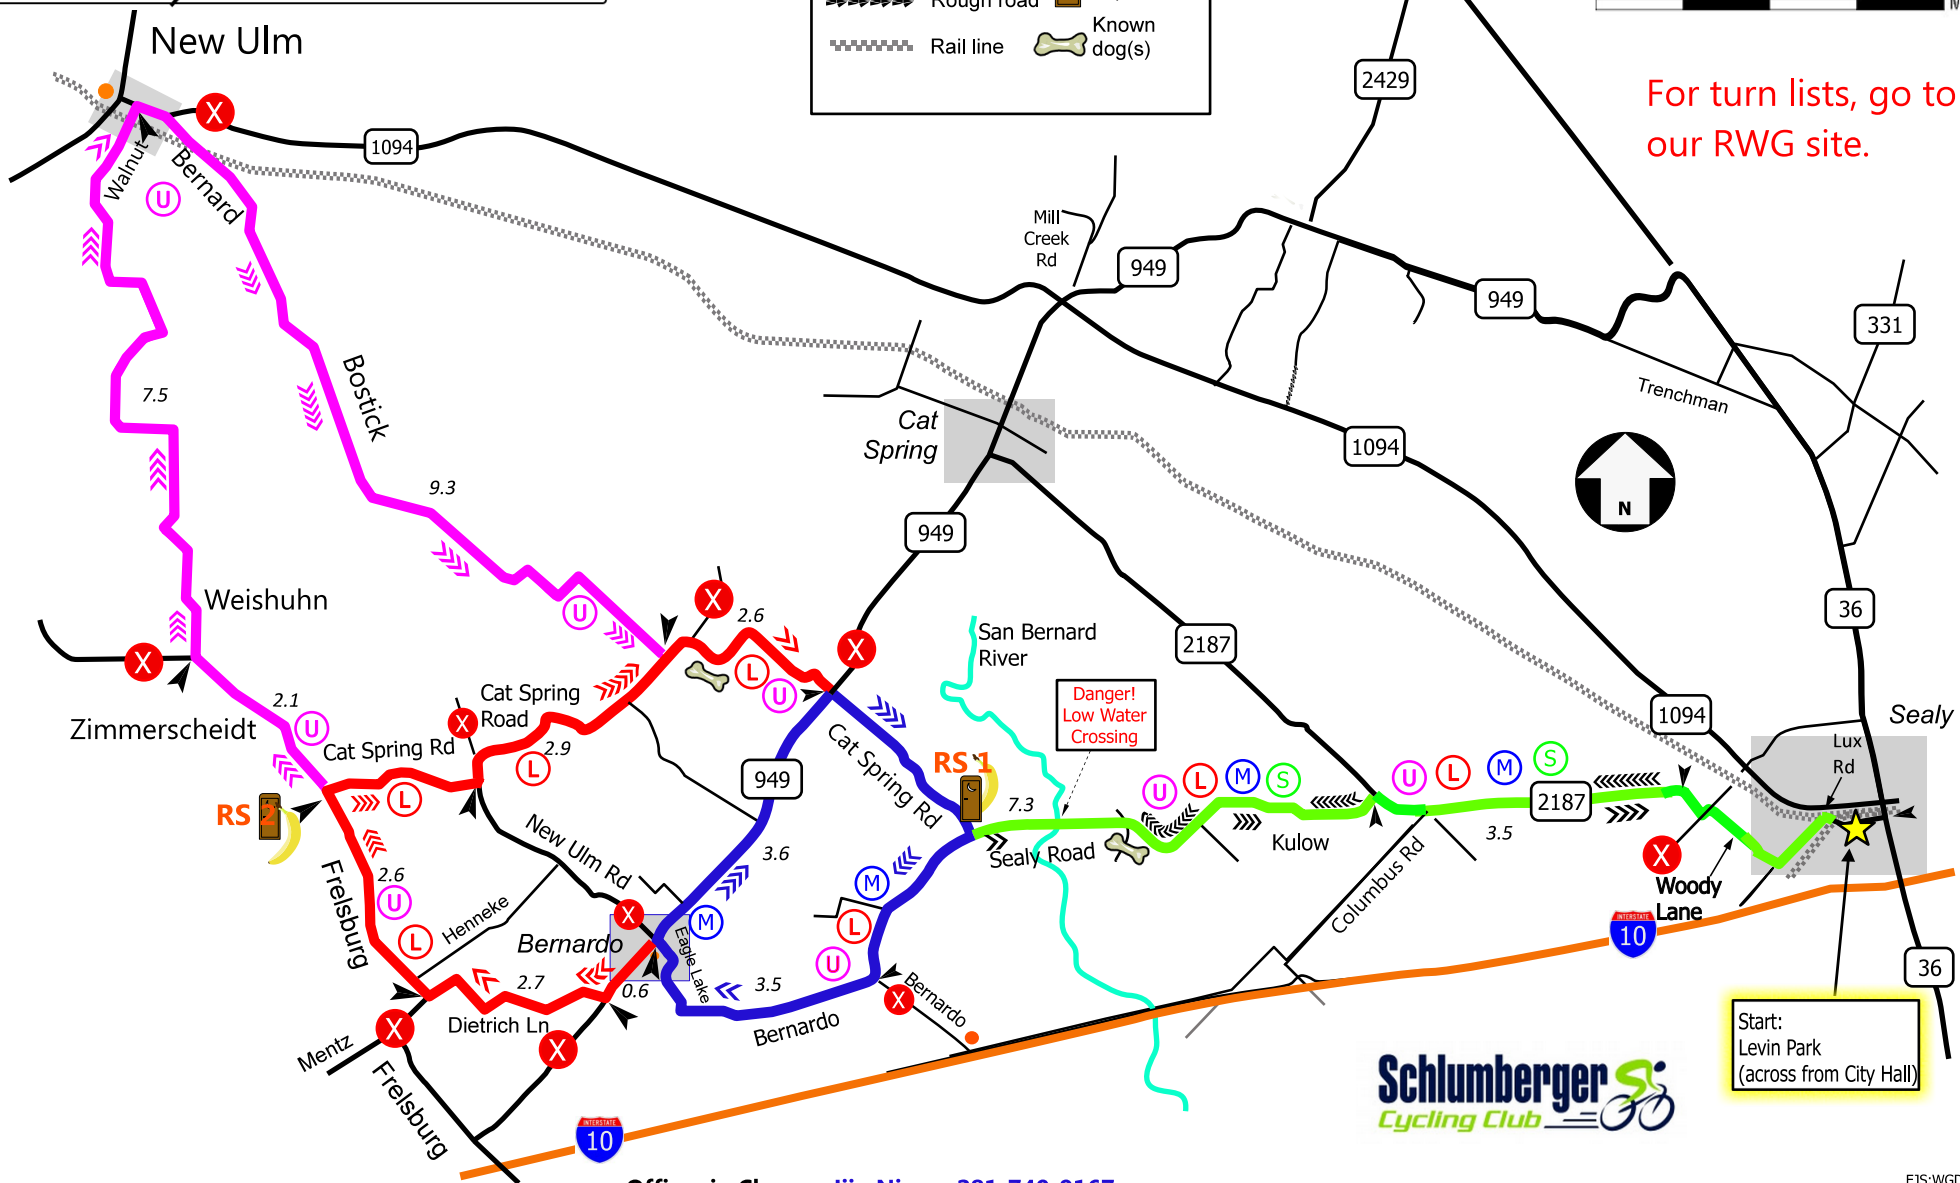 Rough road
Rail line
Known
dog(s)
New Ulm
For turn lists, go to
our RWG site.
1094
2429
Walnut
Bernard
U
X
Mill
Creek
Rd
949
949
331
Trenchman
Bostick
7.5
9.3
Cat
Spring
1094
N
949
Weishuhn
X
X
2.6
X
San Bernard
River
2187
36
Danger!
Low Water
Crossing
Zimmerscheidt
2.1
U
U
L
U
Cat Spring
Road
Cat Spring Rd
X
2.9
L
L
Cat Spring Rd
949
RS 1
7.3
U
L
M
S
U
L
M
S
2187
3.5
1094
Sealy
Lux
Rd
RS 2
New Ulm Rd
3.6
Sealy Road
Kulow
Columbus Rd
X
Woody
Lane
Frelsburg
2.6
U
L
Henneke
Bernardo
X
M
Eagle Lake
M
L
U
10
INTERSTATE
36
2.7
0.6
3.5
Dietrich Ln
Bernardo
X
Bernardo
Mentz
X
X
Frelsburg
INTERSTATE
10
Start:
Levin Park
(across from City Hall)
Schlumberger
Cycling Club